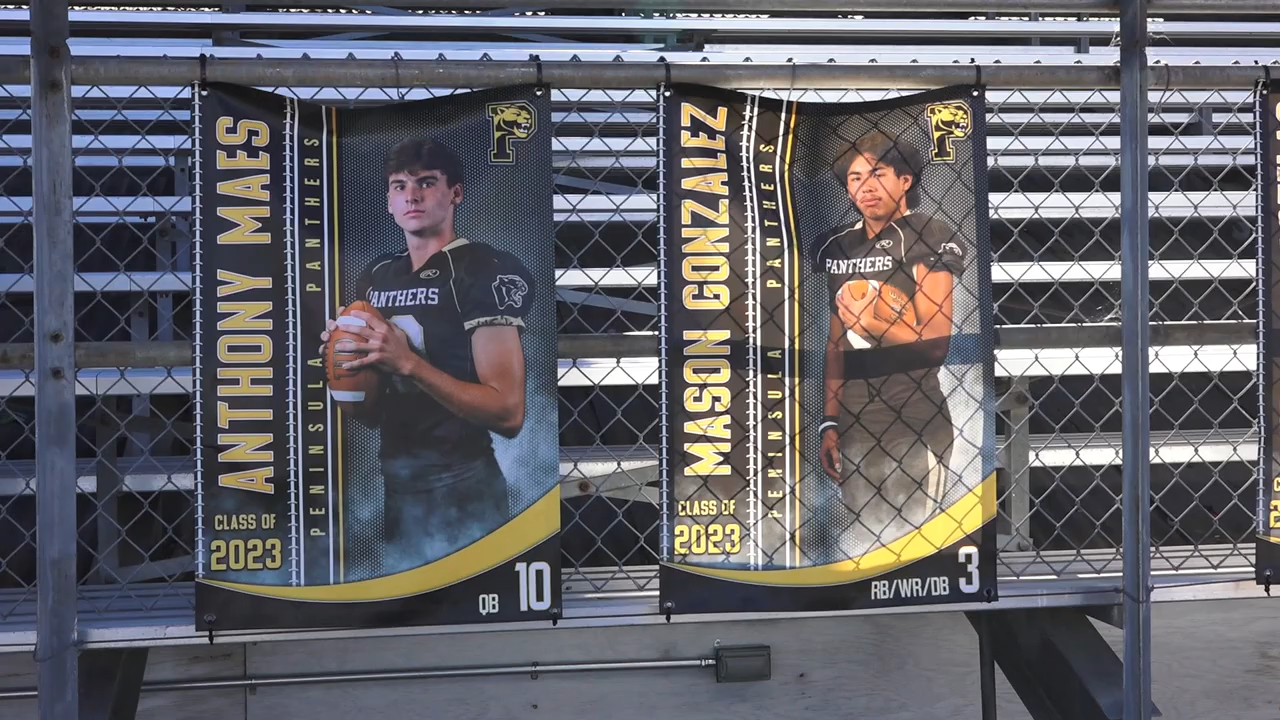 ANTHONY MAES
PENINSULA PANTHERS
P
PANTHERS
CLASS OF
2023
QB 10
MASON GONZALEZ
PENINSULA PANTHERS
P
PANTHERS
CLASS OF
2023
RB/WR/DB 3